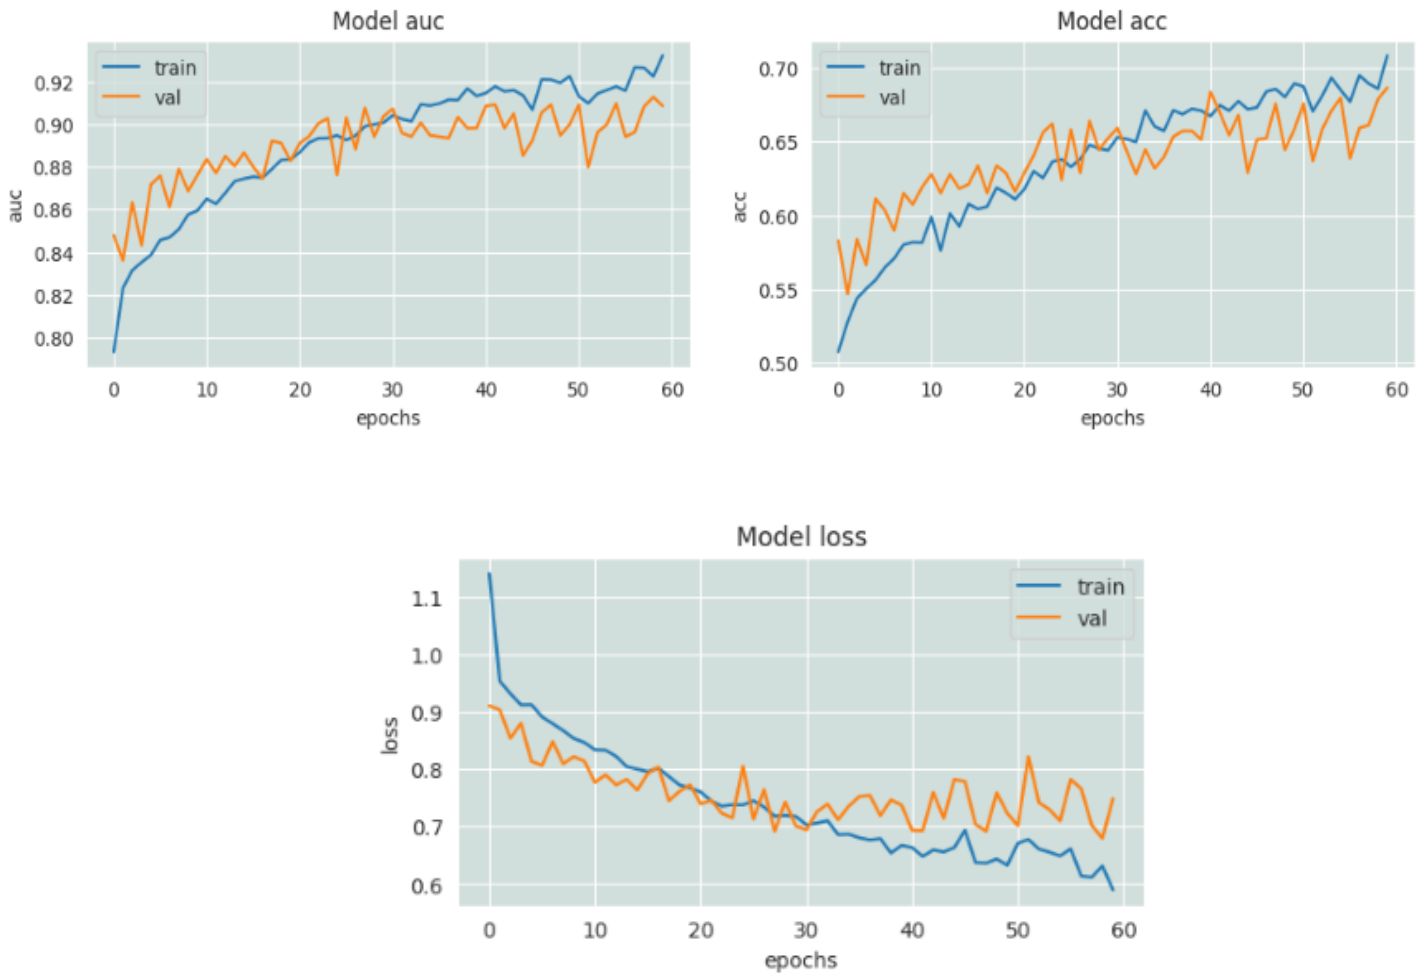 Model auc
train
val
0.92
0.90
0.88
0.86
0.84
0.82
0.80
auc
0 10 20 30 40 50 60
epochs
Model acc
train
val
0.70
0.65
0.60
0.55
0.50
acc
0 10 20 30 40 50 60
epochs
Model loss
train
val
1.1
1.0
0.9
0.8
0.7
0.6
loss
0 10 20 30 40 50 60
epochs